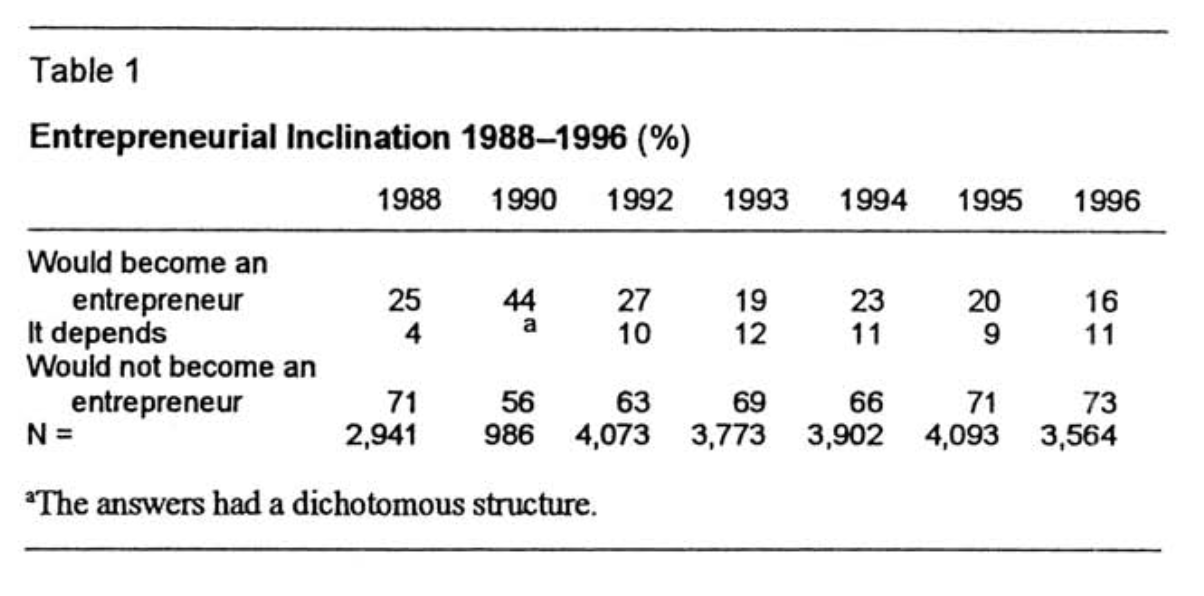 Table 1
Entrepreneurial Inclination 1988–1996 (%)
1988 1990 1992 1993 1994 1995 1996
Would become an
entrepreneur 25 44 27 19 23 20 16
It depends 4 a 10 12 11 9 11
Would not become an
entrepreneur 71 56 63 69 66 71 73
N = 2,941 986 4,073 3,773 3,902 4,093 3,564
aThe answers had a dichotomous structure.